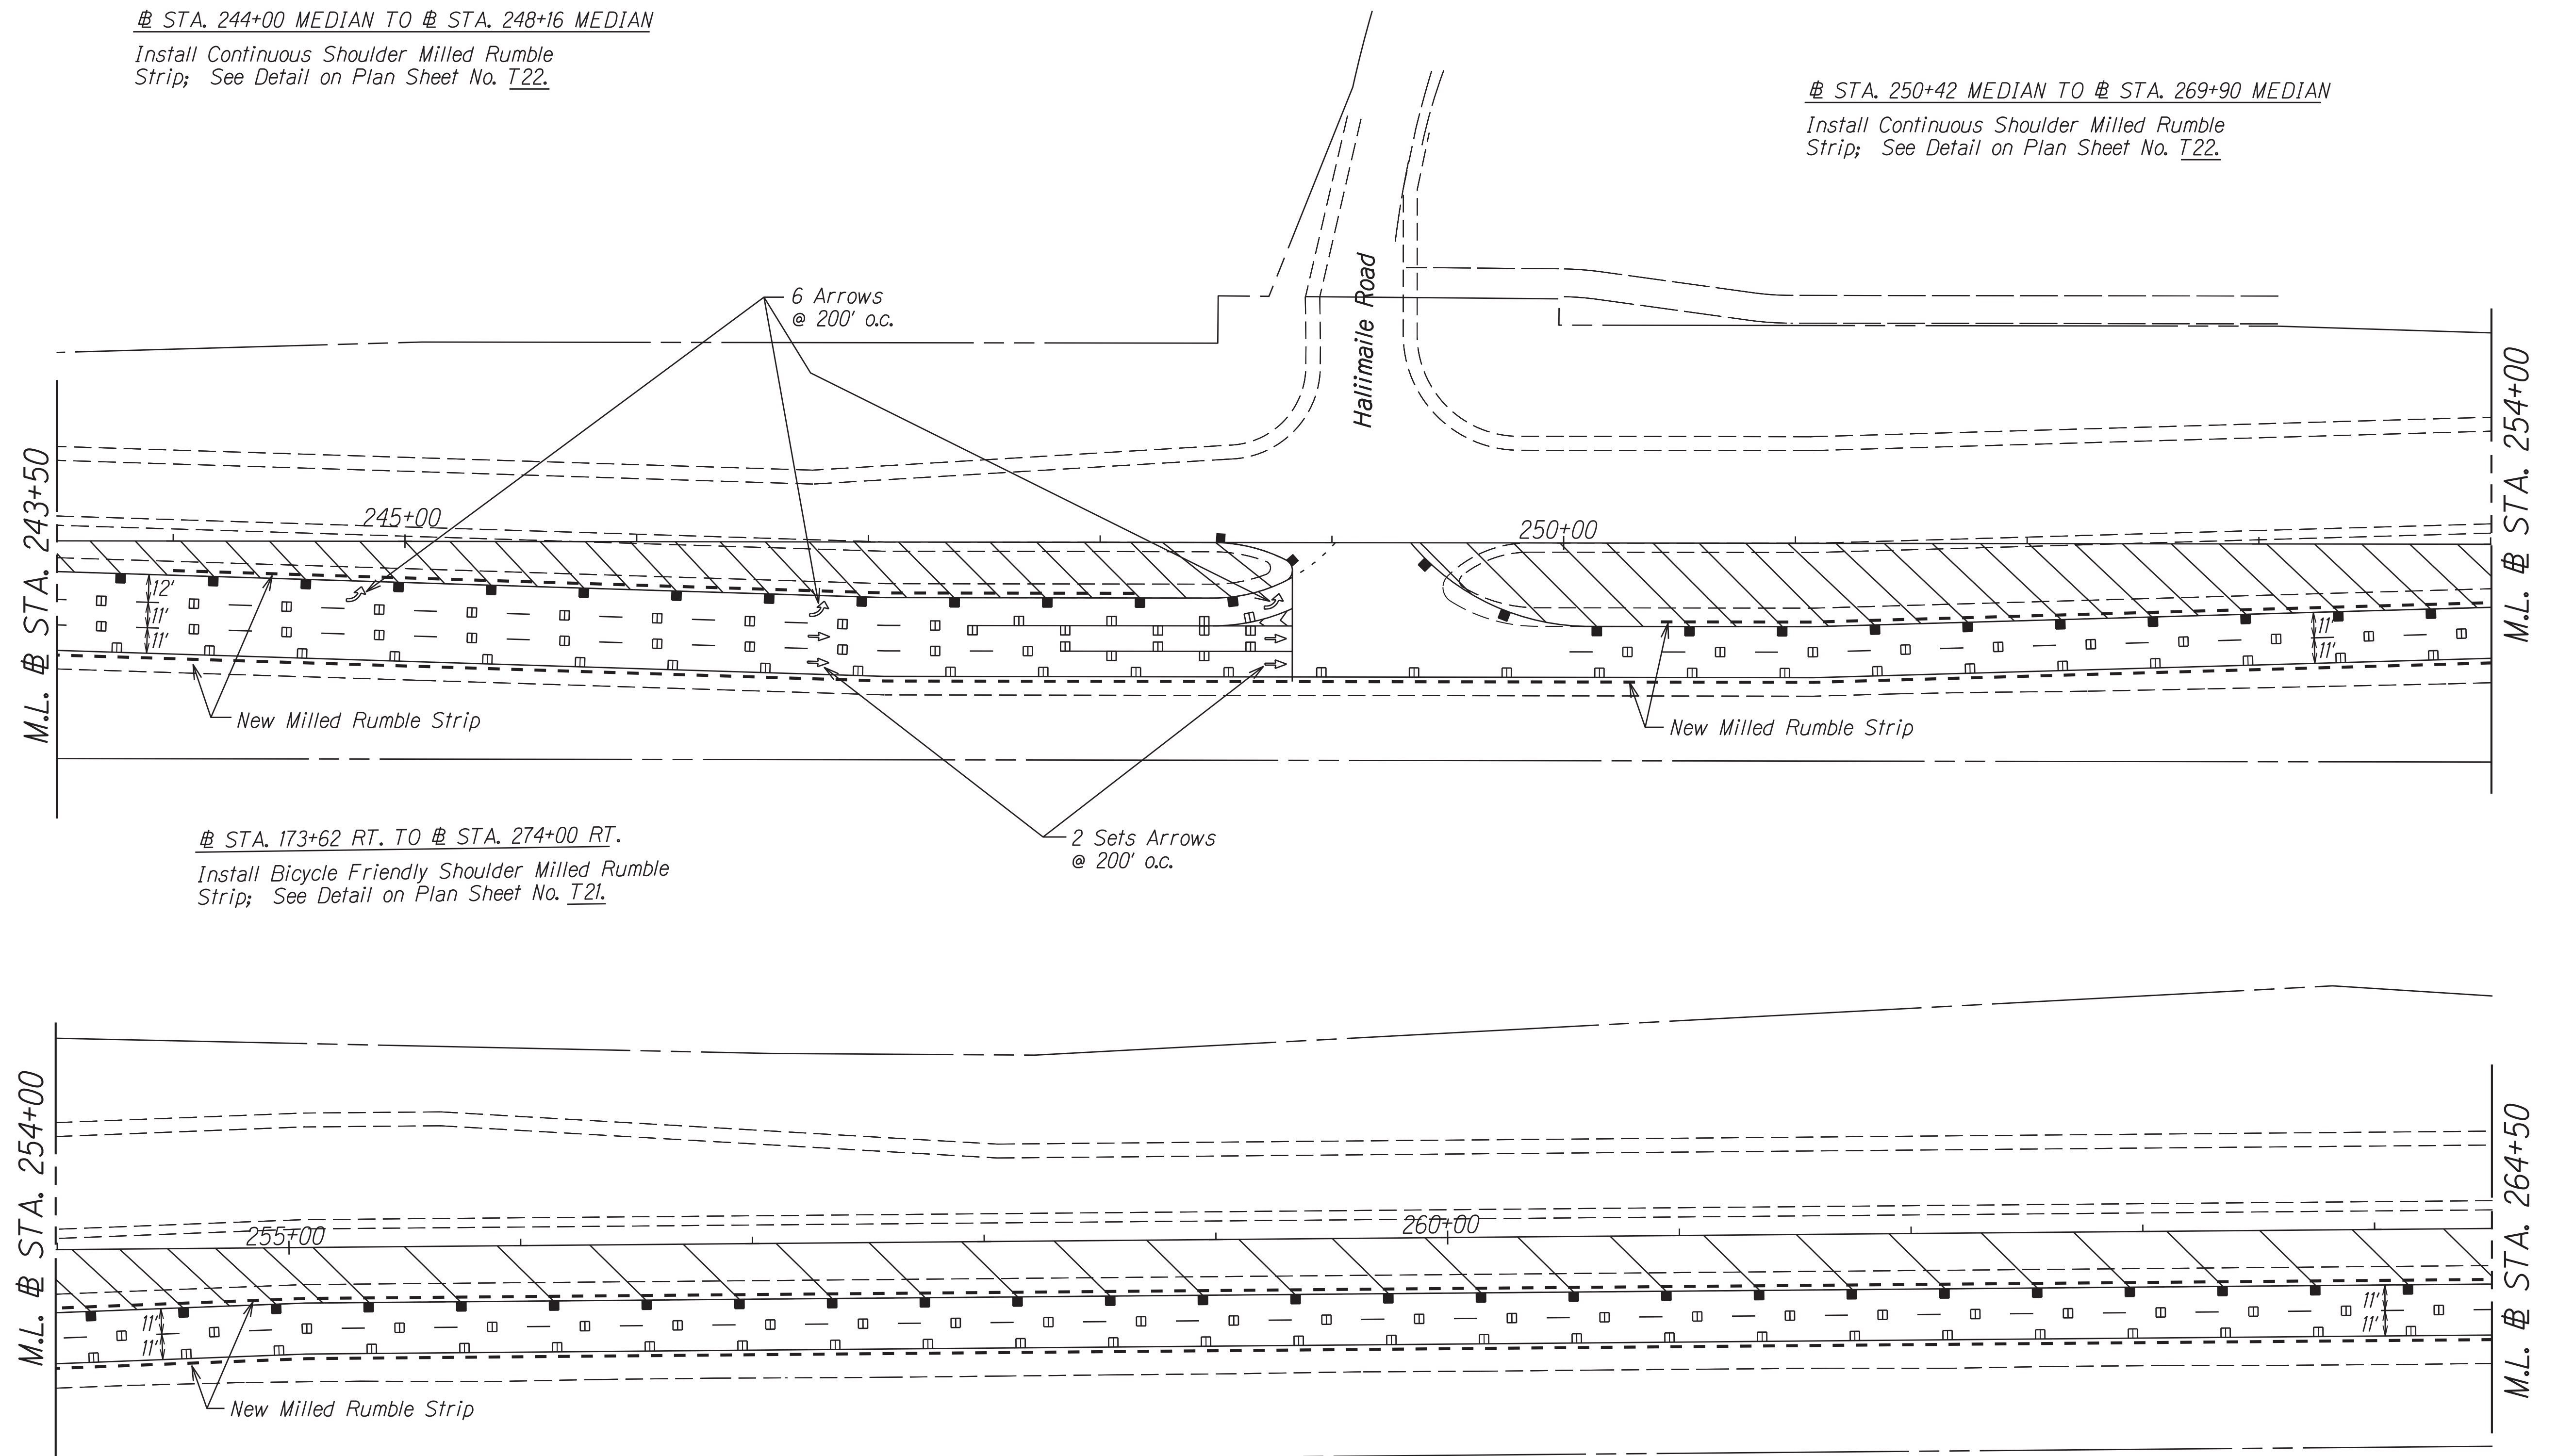 ℄ STA. 244+00 MEDIAN TO ℄ STA. 248+16 MEDIAN
Install Continuous Shoulder Milled Rumble
Strip; See Detail on Plan Sheet No. T22.
℄ STA. 250+42 MEDIAN TO ℄ STA. 269+90 MEDIAN
Install Continuous Shoulder Milled Rumble
Strip; See Detail on Plan Sheet No. T22.
6 Arrows
@ 200' o.c.
Haliimaile Road
M.L. ℄ STA. 243+50
M.L. ℄ STA. 254+00
245+00
250+00
12'
11'
11'
11'
11'
New Milled Rumble Strip
New Milled Rumble Strip
℄ STA. 173+62 RT. TO ℄ STA. 274+00 RT.
Install Bicycle Friendly Shoulder Milled Rumble
Strip; See Detail on Plan Sheet No. T21.
2 Sets Arrows
@ 200' o.c.
M.L. ℄ STA. 254+00
M.L. ℄ STA. 264+50
255+00
260+00
11'
11'
11'
11'
New Milled Rumble Strip